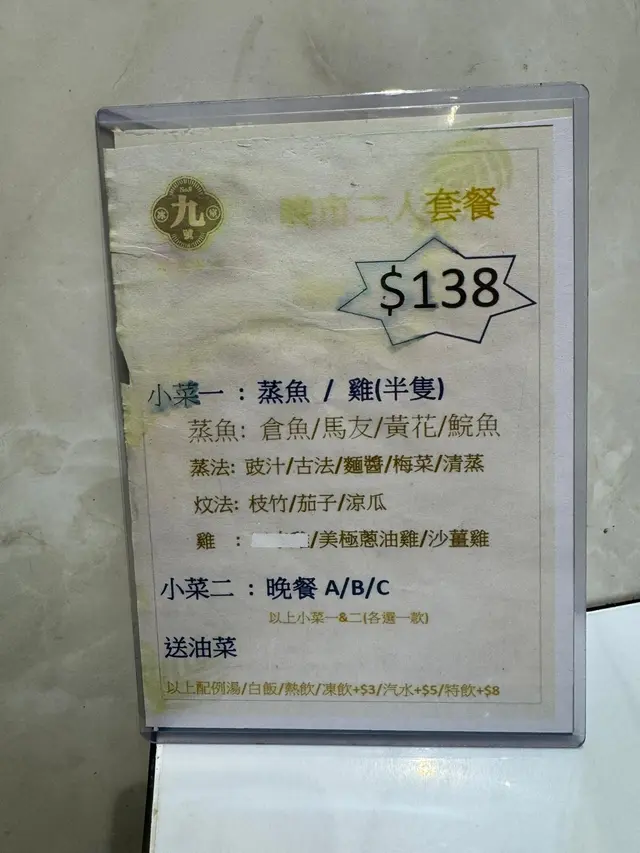 九
冰 室
號
二人套餐
$138
小菜一 : 蒸魚 / 雞(半隻)
蒸魚: 倉魚/馬友/黃花/鯇魚
蒸法: 豉汁/古法/麵醬/梅菜/清蒸
炆法: 枝竹/茄子/涼瓜
雞 : /美極蔥油雞/沙薑雞
小菜二 : 晚餐 A/B/C
以上小菜一&二(各選一款)
送油菜
以上配例湯/白飯/熱飲/凍飲+$3/汽水+$5/特飲+$8